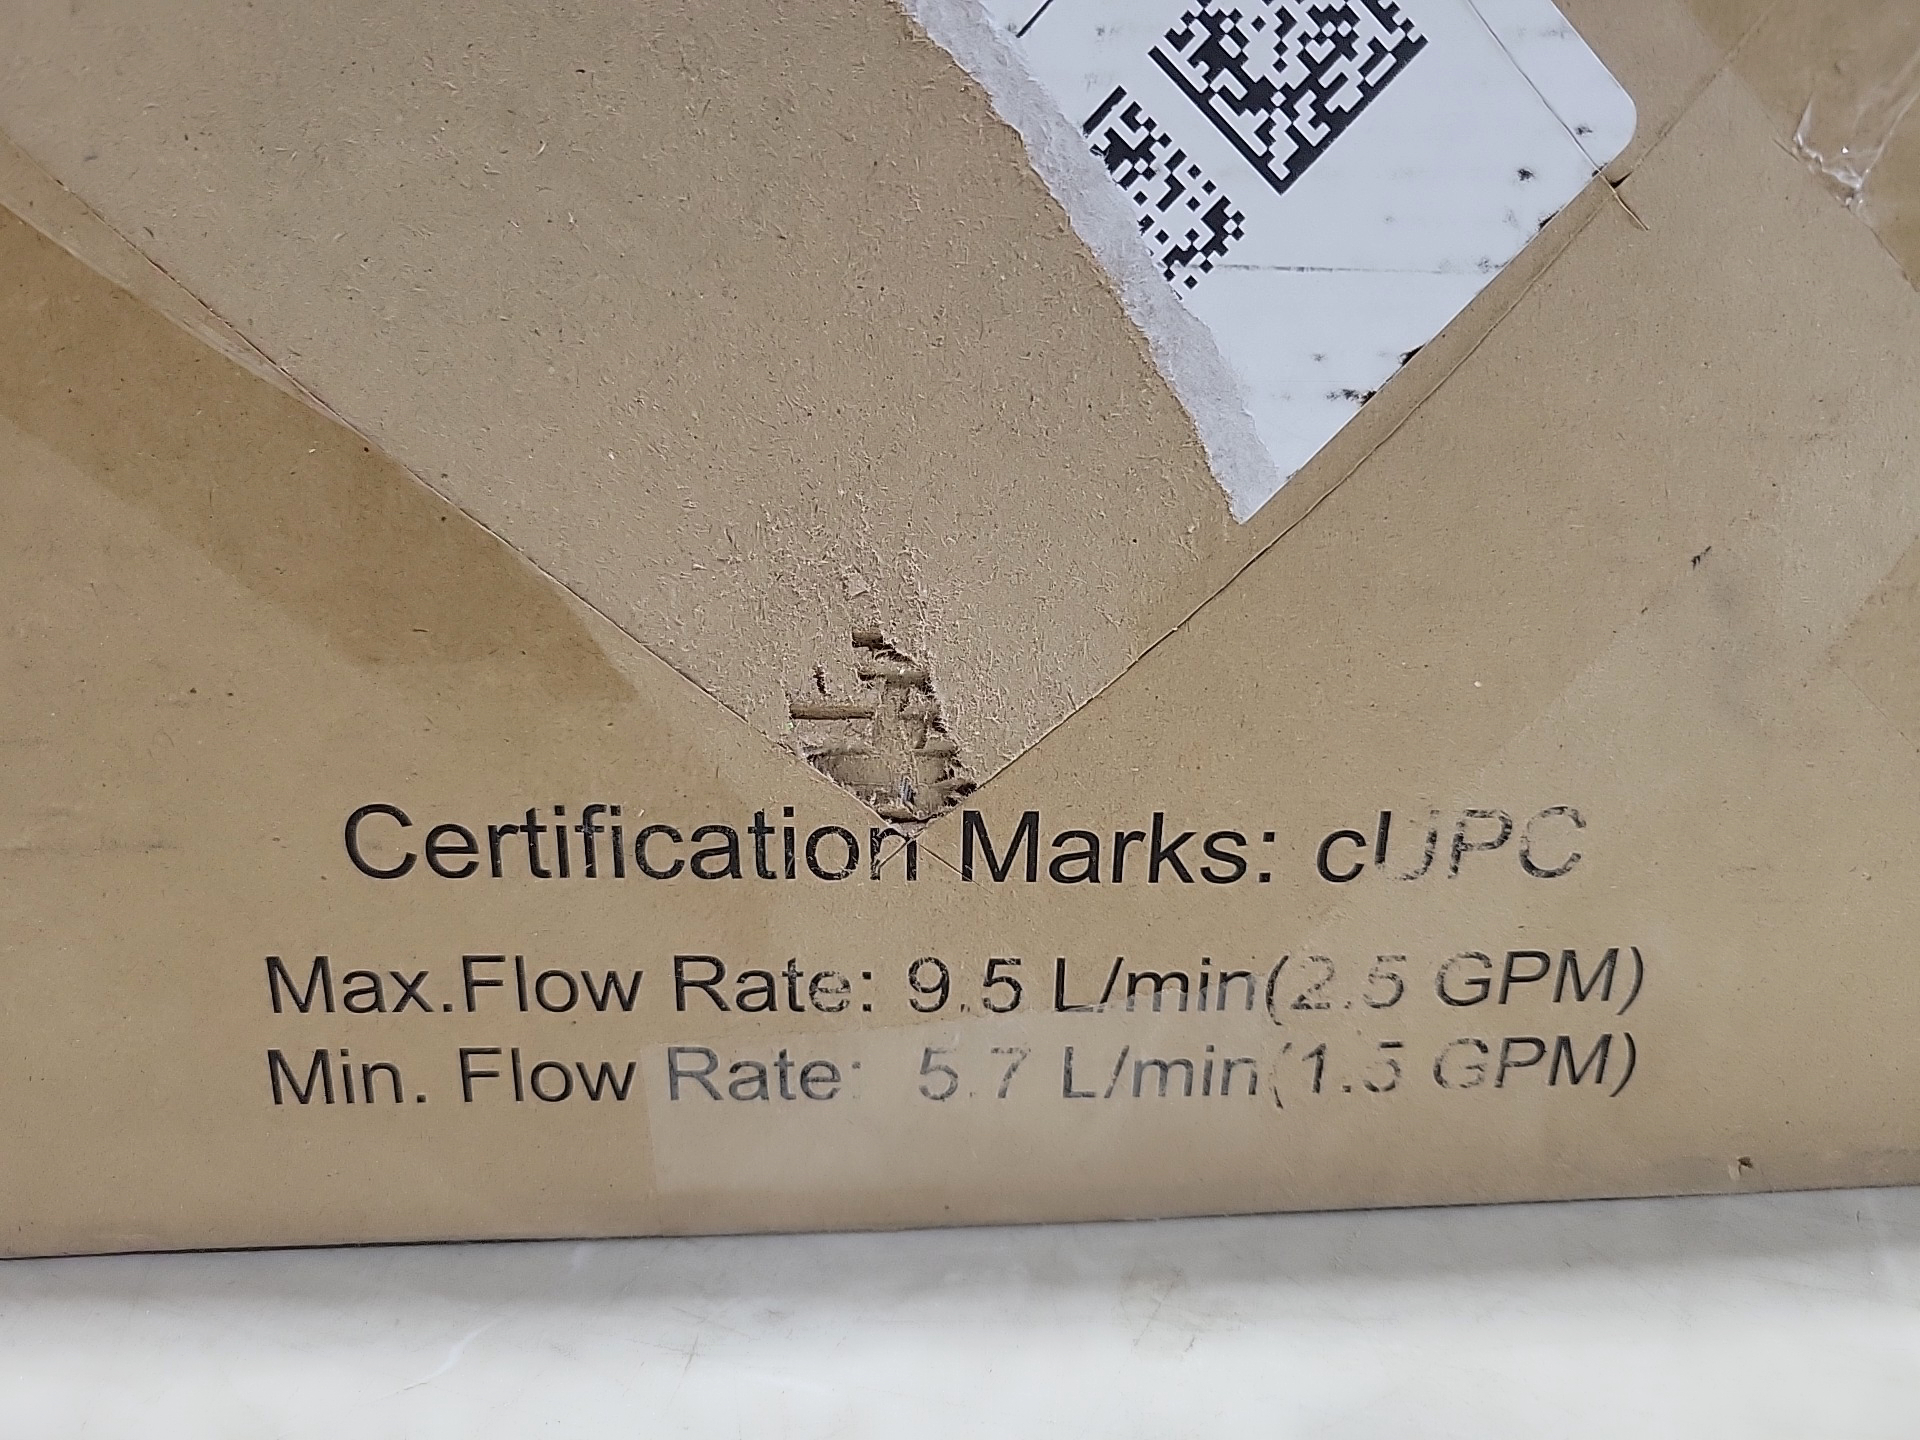 Certification Marks: cUPC
Max.Flow Rate: 9.5 L/min(2.5 GPM)
Min. Flow Rate: 5.7 L/min(1.5 GPM)